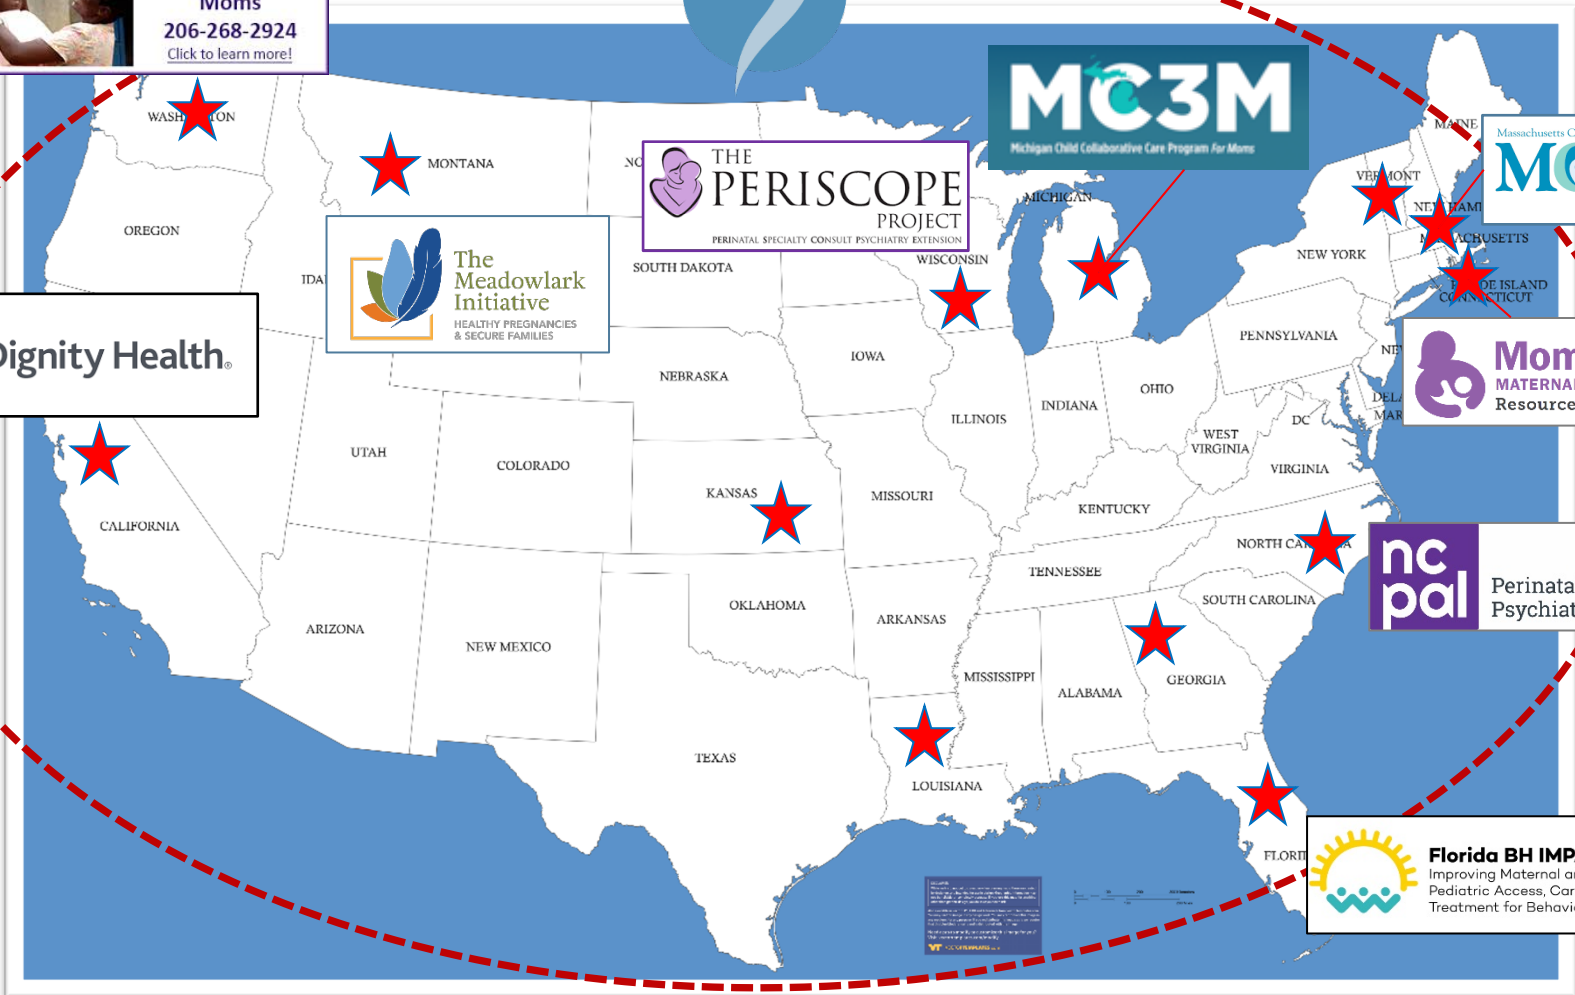 Moms
206-268-2924
Click to learn more!
MC3M
Michigan Child Collaborative Care Program For Moms
MAINE
Massachusetts C
MC
MONTANA
THE
PERISCOPE
PROJECT
PERINATAL SPECIALTY CONSULT PSYCHIATRY EXTENSION
VERMONT
MICHIGAN
OREGON
NEW YORK
WISCONSIN
SOUTH DAKOTA
The
Meadowlark
Initiative
HEALTHY PREGNANCIES
& SECURE FAMILIES
CONNECTICUT
PENNSYLVANIA
Dignity Health®
IOWA
NEBRASKA
OHIO
INDIANA
ILLINOIS
Mom
MATERNAL
Resource
DC
WEST
VIRGINIA
VIRGINIA
UTAH
COLORADO
KANSAS
MISSOURI
KENTUCKY
CALIFORNIA
TENNESSEE
nc
pal
Perinata
Psychiat
SOUTH CAROLINA
OKLAHOMA
ARKANSAS
ARIZONA
NEW MEXICO
MISSISSIPPI
ALABAMA
GEORGIA
TEXAS
LOUISIANA
Florida BH IMP
Improving Maternal a
Pediatric Access, Car
Treatment for Behavi